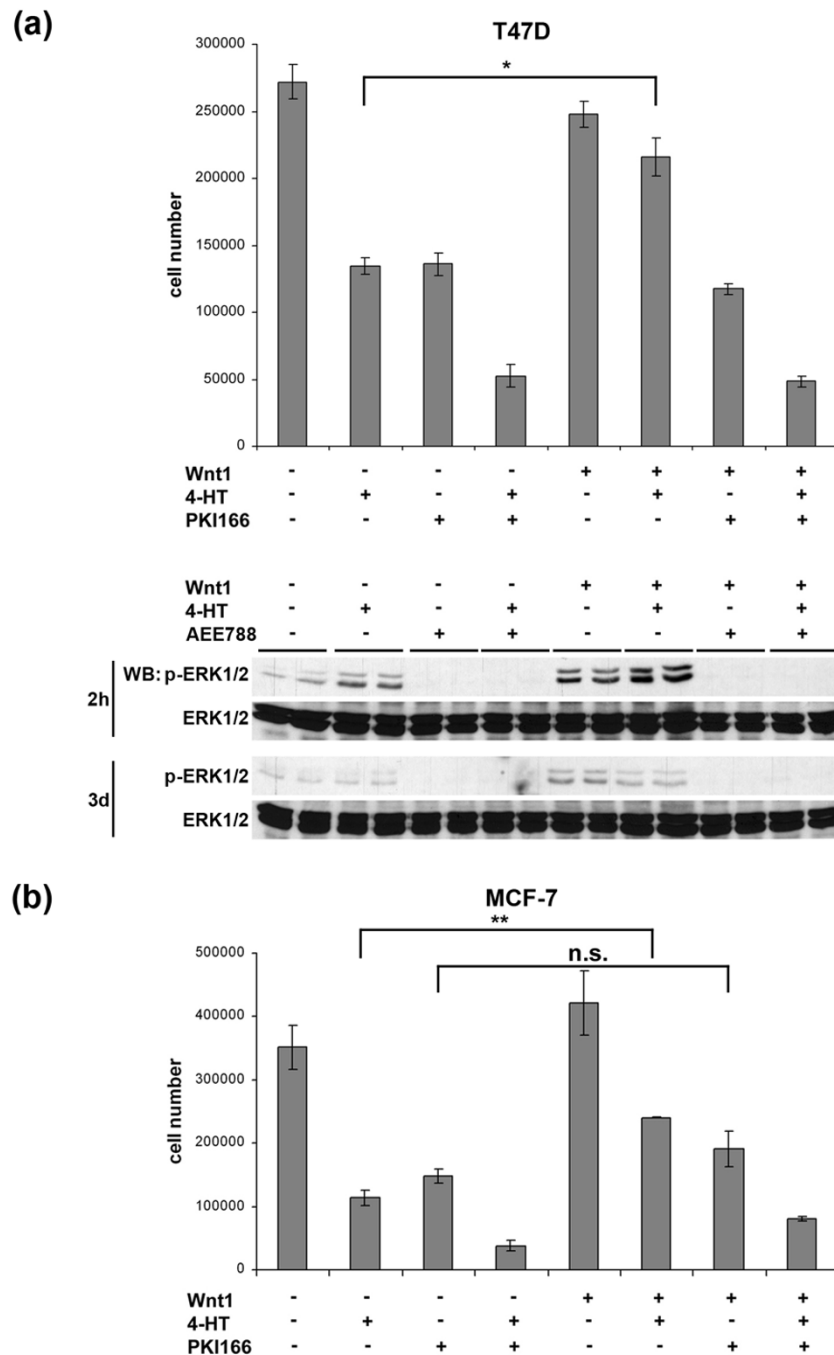 (a)
T47D
*
300000
250000
200000
150000
100000
50000
0
cell number
Wnt1 - - - - + + + +
4-HT - + - + - + - +
PKI166 - - + + - - + +
Wnt1 - - - - + + + +
4-HT - + - + - + - +
AEE788 - - + + - - + +
2h
WB: p-ERK1/2
ERK1/2
3d
p-ERK1/2
ERK1/2
(b)
MCF-7
**
n.s.
500000
400000
300000
200000
100000
0
cell number
Wnt1 - - - - + + + +
4-HT - + - + - + - +
PKI166 - - + + - - + +